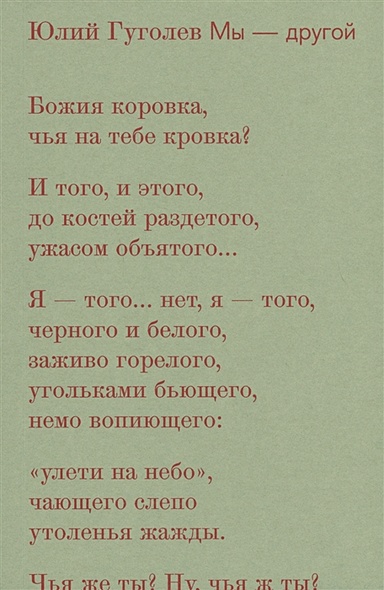 Юлий Гуголев Мы — другой
Божия коровка,
чья на тебе кровка?
И того, и этого,
до костей раздетого,
ужасом объятого...
Я — того... нет, я — того,
черного и белого,
заживо горелого,
угольками бьющего,
немо вопиющего:
«улети на небо»,
чающего слепо
утоленья жажды.
Чья же ты? Ну, чья ж ты?